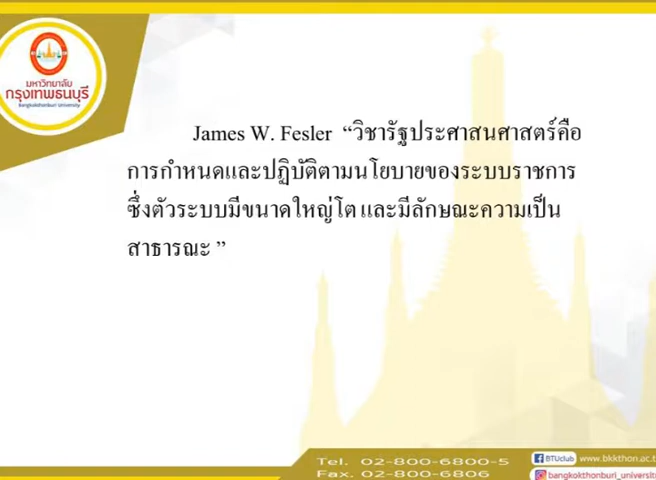 มหาวิทยาลัย
กรุงเทพธนบุรี
Bangkokthonburi University
James W. Fesler “วิชารัฐประศาสนศาสตร์คือ
การกำหนดและปฏิบัติตามนโยบายของระบบราชการ
ซึ่งตัวระบบมีขนาดใหญ่โต และมีลักษณะความเป็น
สาธารณะ ”
Tel. 02-800-6800-5
Fax. 02-800-6806
BTUclub www.bkkthon.ac.t
bangkokthonburi_universit